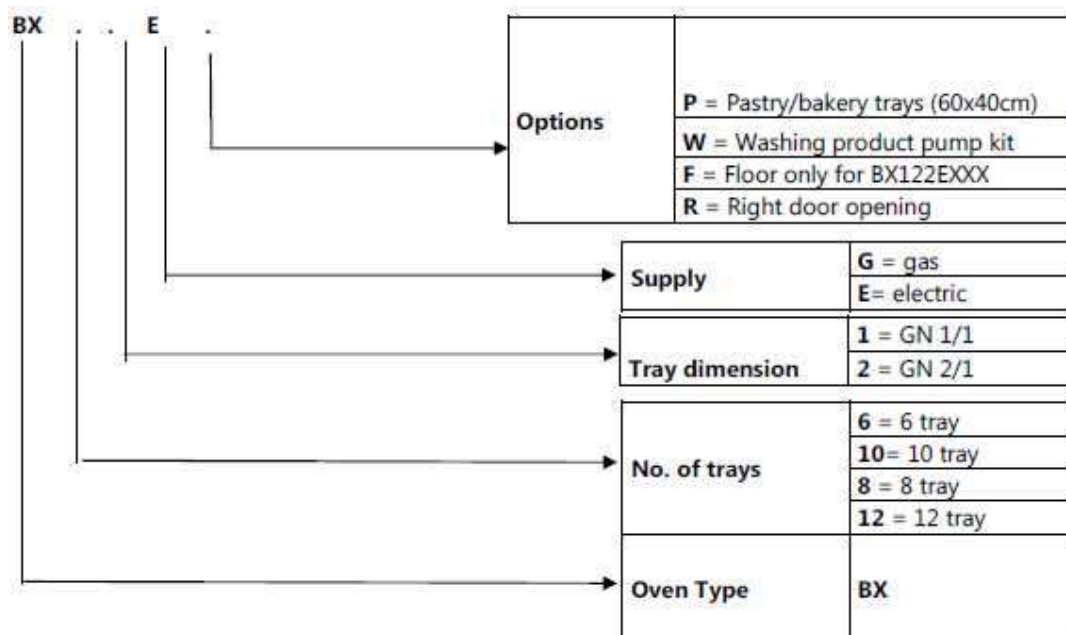 BX . . E .
Options
P = Pastry/bakery trays (60x40cm)
W = Washing product pump kit
F = Floor only for BX122EXXX
R = Right door opening
Supply
G = gas
E= electric
Tray dimension
1 = GN 1/1
2 = GN 2/1
No. of trays
6 = 6 tray
10= 10 tray
8 = 8 tray
12 = 12 tray
Oven Type
BX